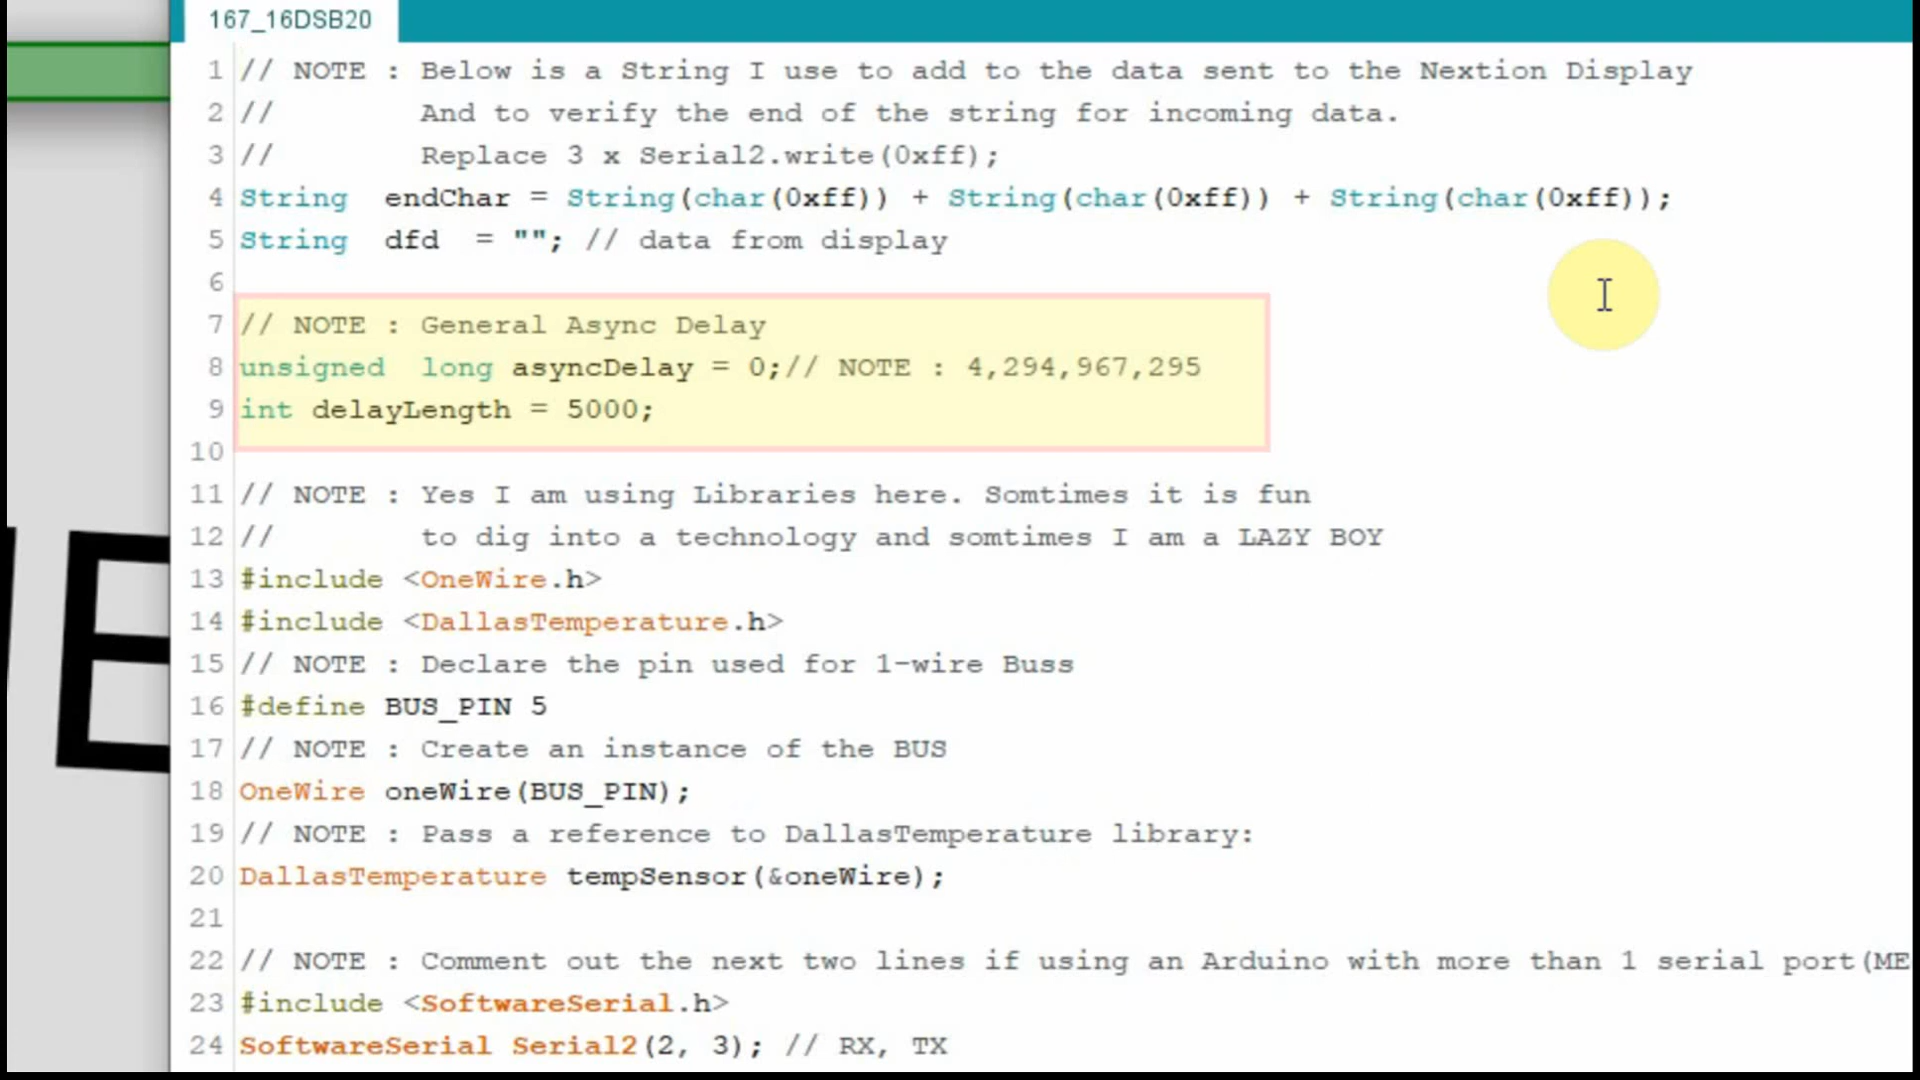 167_16DSB20
1 // NOTE : Below is a String I use to add to the data sent to the Nextion Display
2 // And to verify the end of the string for incoming data.
3 // Replace 3 x Serial2.write(0xff);
4 String endChar = String(char(0xff)) + String(char(0xff)) + String(char(0xff));
5 String dfd = ""; // data from display
6
7 // NOTE : General Async Delay
8 unsigned long asyncDelay = 0;// NOTE : 4,294,967,295
9 int delayLength = 5000;
10
11 // NOTE : Yes I am using Libraries here. Somtimes it is fun
12 // to dig into a technology and somtimes I am a LAZY BOY
13 #include <OneWire.h>
14 #include <DallasTemperature.h>
15 // NOTE : Declare the pin used for 1-wire Buss
16 #define BUS_PIN 5
17 // NOTE : Create an instance of the BUS
18 OneWire oneWire(BUS_PIN);
19 // NOTE : Pass a reference to DallasTemperature library:
20 DallasTemperature tempSensor(&oneWire);
21
22 // NOTE : Comment out the next two lines if using an Arduino with more than 1 serial port(ME
23 #include <SoftwareSerial.h>
24 SoftwareSerial Serial2(2, 3); // RX, TX